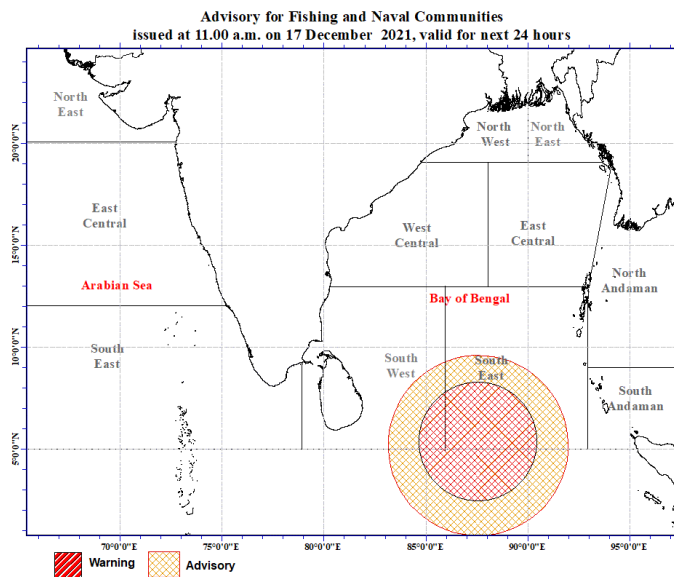 Advisory for Fishing and Naval Communities
issued at 11.00 a.m. on 17 December 2021, valid for next 24 hours
North
East
North
West
North
East
20°0'0"N
East
Central
West
Central
East
Central
15°0'0"N
North
Andaman
Arabian Sea
Bay of Bengal
South
East
South
West
South
East
10°0'0"N
South
Andaman
5°0'0"N
70°0'0"E
75°0'0"E
80°0'0"E
85°0'0"E
90°0'0"E
95°0'0"E
Warning
Advisory